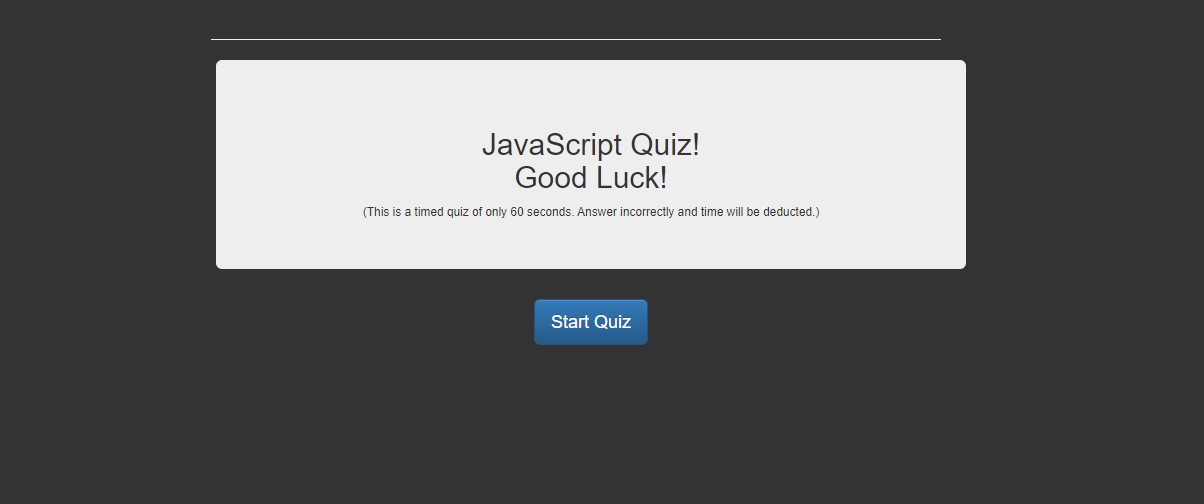 JavaScript Quiz!
Good Luck!
(This is a timed quiz of only 60 seconds. Answer incorrectly and time will be deducted.)
Start Quiz